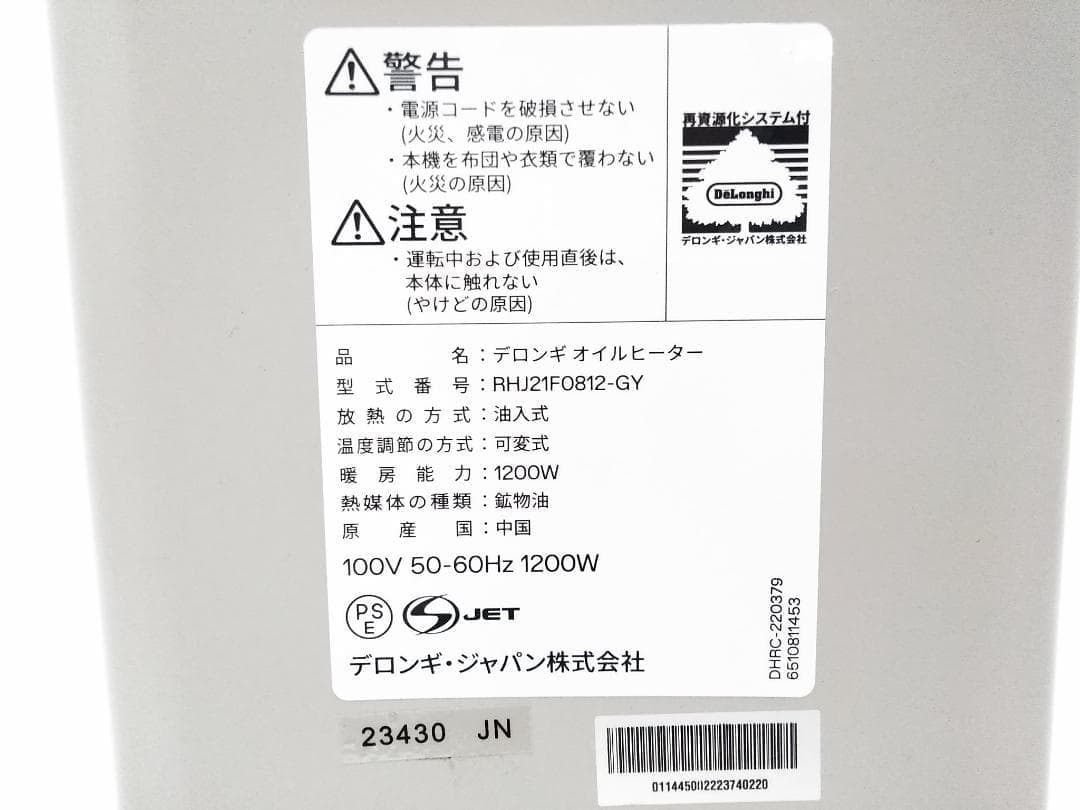 警告
・電源コードを破損させない
(火災、感電の原因)
・本機を布団や衣類で覆わない
(火災の原因)
注意
・運転中および使用直後は、
本体に触れない
(やけどの原因)
再資源化システム付
DeLonghi
デロンギ・ジャパン株式会社
品名：デロンギ オイルヒーター
型式番号：RHJ21F0812-GY
放熱の方式：油入式
温度調節の方式：可変式
暖房能力：1200W
熱媒体の種類：鉱物油
原産国：中国
100V 50-60Hz 1200W
PS
E
JET
デロンギ・ジャパン株式会社
DHRC-220379
6510811453
23430 JN
011445002223740220